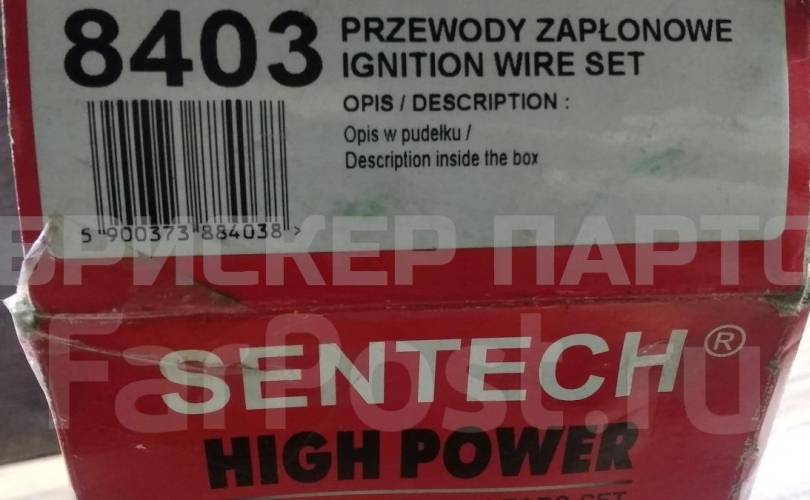 8403
PRZEWODY ZAPŁONOWE
IGNITION WIRE SET
OPIS / DESCRIPTION :
Opis w pudełku /
Description inside the box
5 900373 884038 >
БРИСКЕР ПАРТС
SENTECH®
FarPost.ru
HIGH POWER
SET